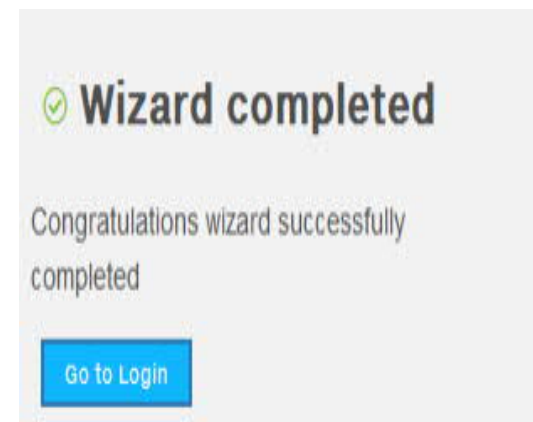 Wizard completed
Congratulations wizard successfully
completed
Go to Login